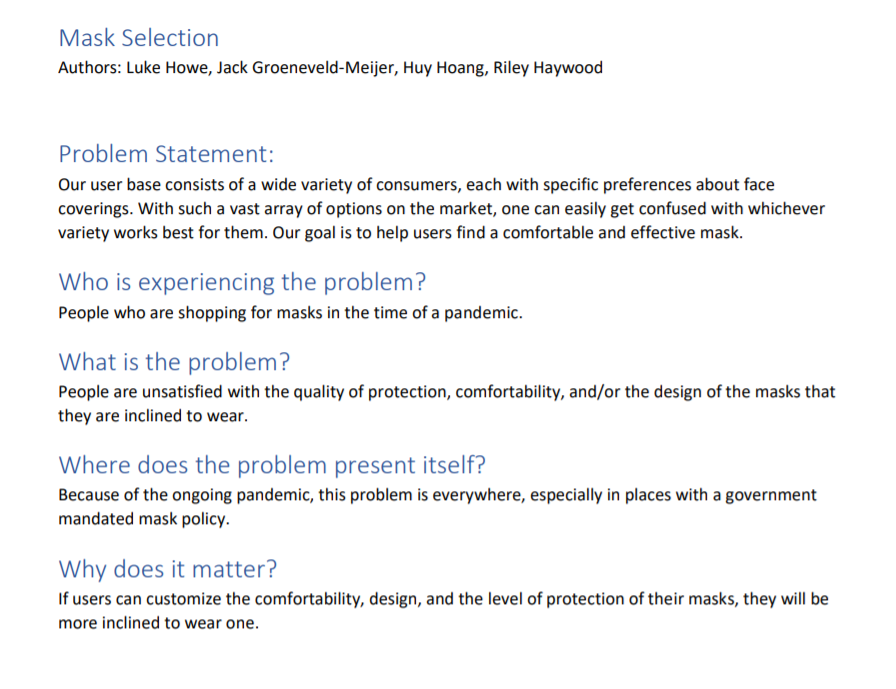 Mask Selection
Authors: Luke Howe, Jack Groeneveld-Meijer, Huy Hoang, Riley Haywood
Problem Statement:
Our user base consists of a wide variety of consumers, each with specific preferences about face
coverings. With such a vast array of options on the market, one can easily get confused with whichever
variety works best for them. Our goal is to help users find a comfortable and effective mask.
Who is experiencing the problem?
People who are shopping for masks in the time of a pandemic.
What is the problem?
People are unsatisfied with the quality of protection, comfortability, and/or the design of the masks that
they are inclined to wear.
Where does the problem present itself?
Because of the ongoing pandemic, this problem is everywhere, especially in places with a government
mandated mask policy.
Why does it matter?
If users can customize the comfortability, design, and the level of protection of their masks, they will be
more inclined to wear one.